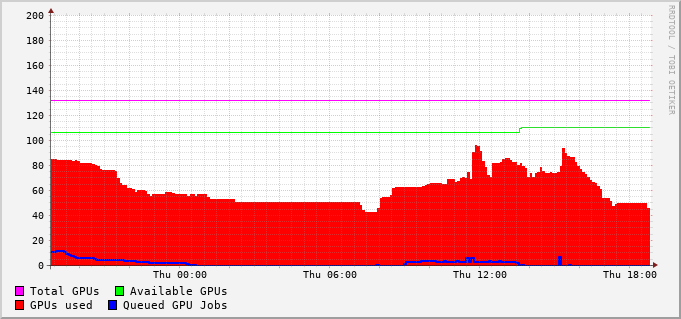 200
180
160
140
120
100
80
60
40
20
0
Thu 00:00 Thu 06:00 Thu 12:00 Thu 18:00
Total GPUs Available GPUs
GPUs used Queued GPU Jobs
RRDTOOL / TOBI OETIKER